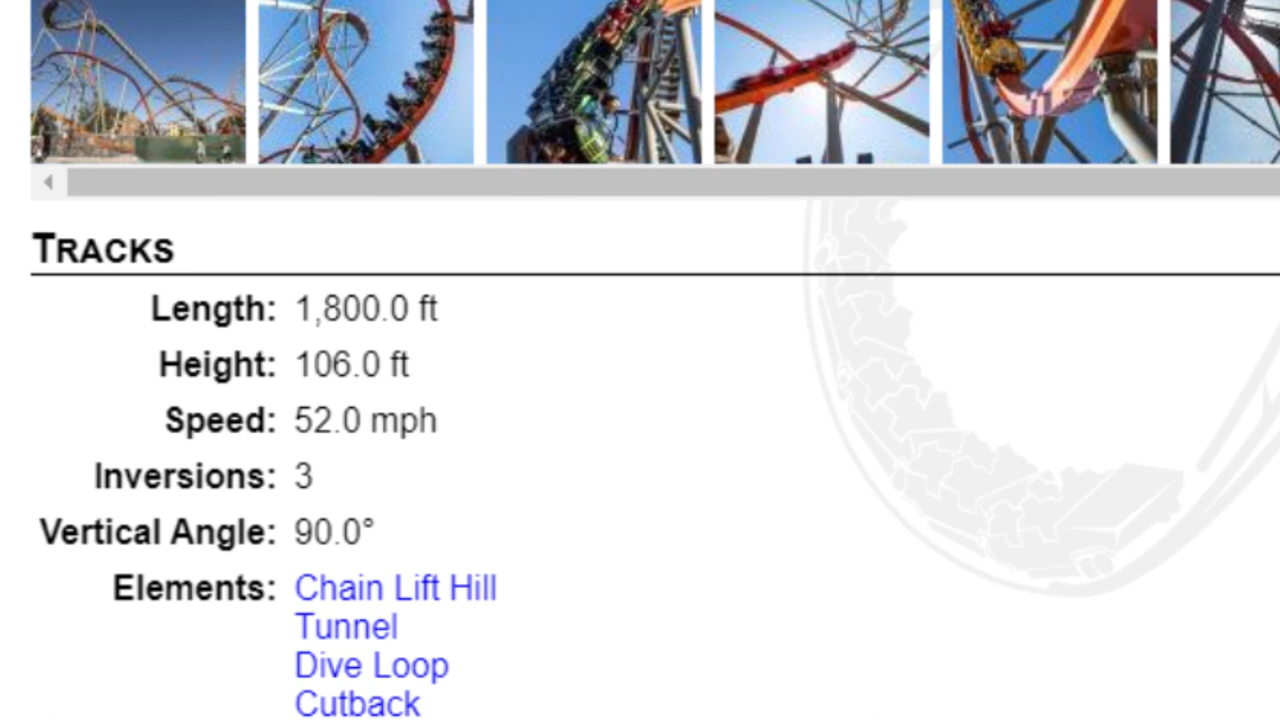 TRACKS
Length: 1,800.0 ft
Height: 106.0 ft
Speed: 52.0 mph
Inversions: 3
Vertical Angle: 90.0°
Elements: Chain Lift Hill
Tunnel
Dive Loop
Cutback